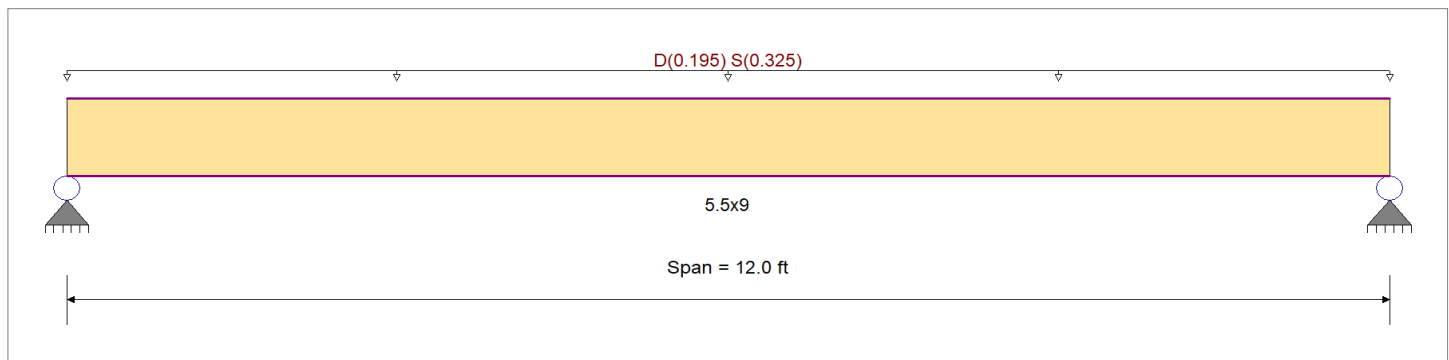 D(0.195) S(0.325)
5.5x9
Span = 12.0 ft